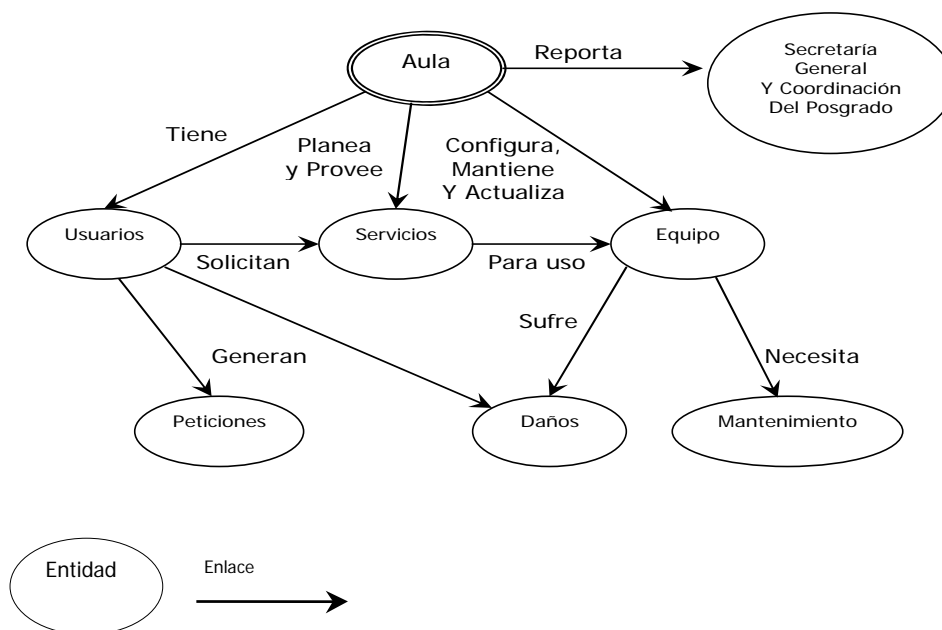 Aula
Reporta
Secretaría
General
Y Coordinación
Del Posgrado
Tiene
Planea
y Provee
Configura,
Mantiene
Y Actualiza
Usuarios
Servicios
Equipo
Solicitan
Para uso
Sufre
Generan
Necesita
Peticiones
Daños
Mantenimiento
Entidad
Enlace